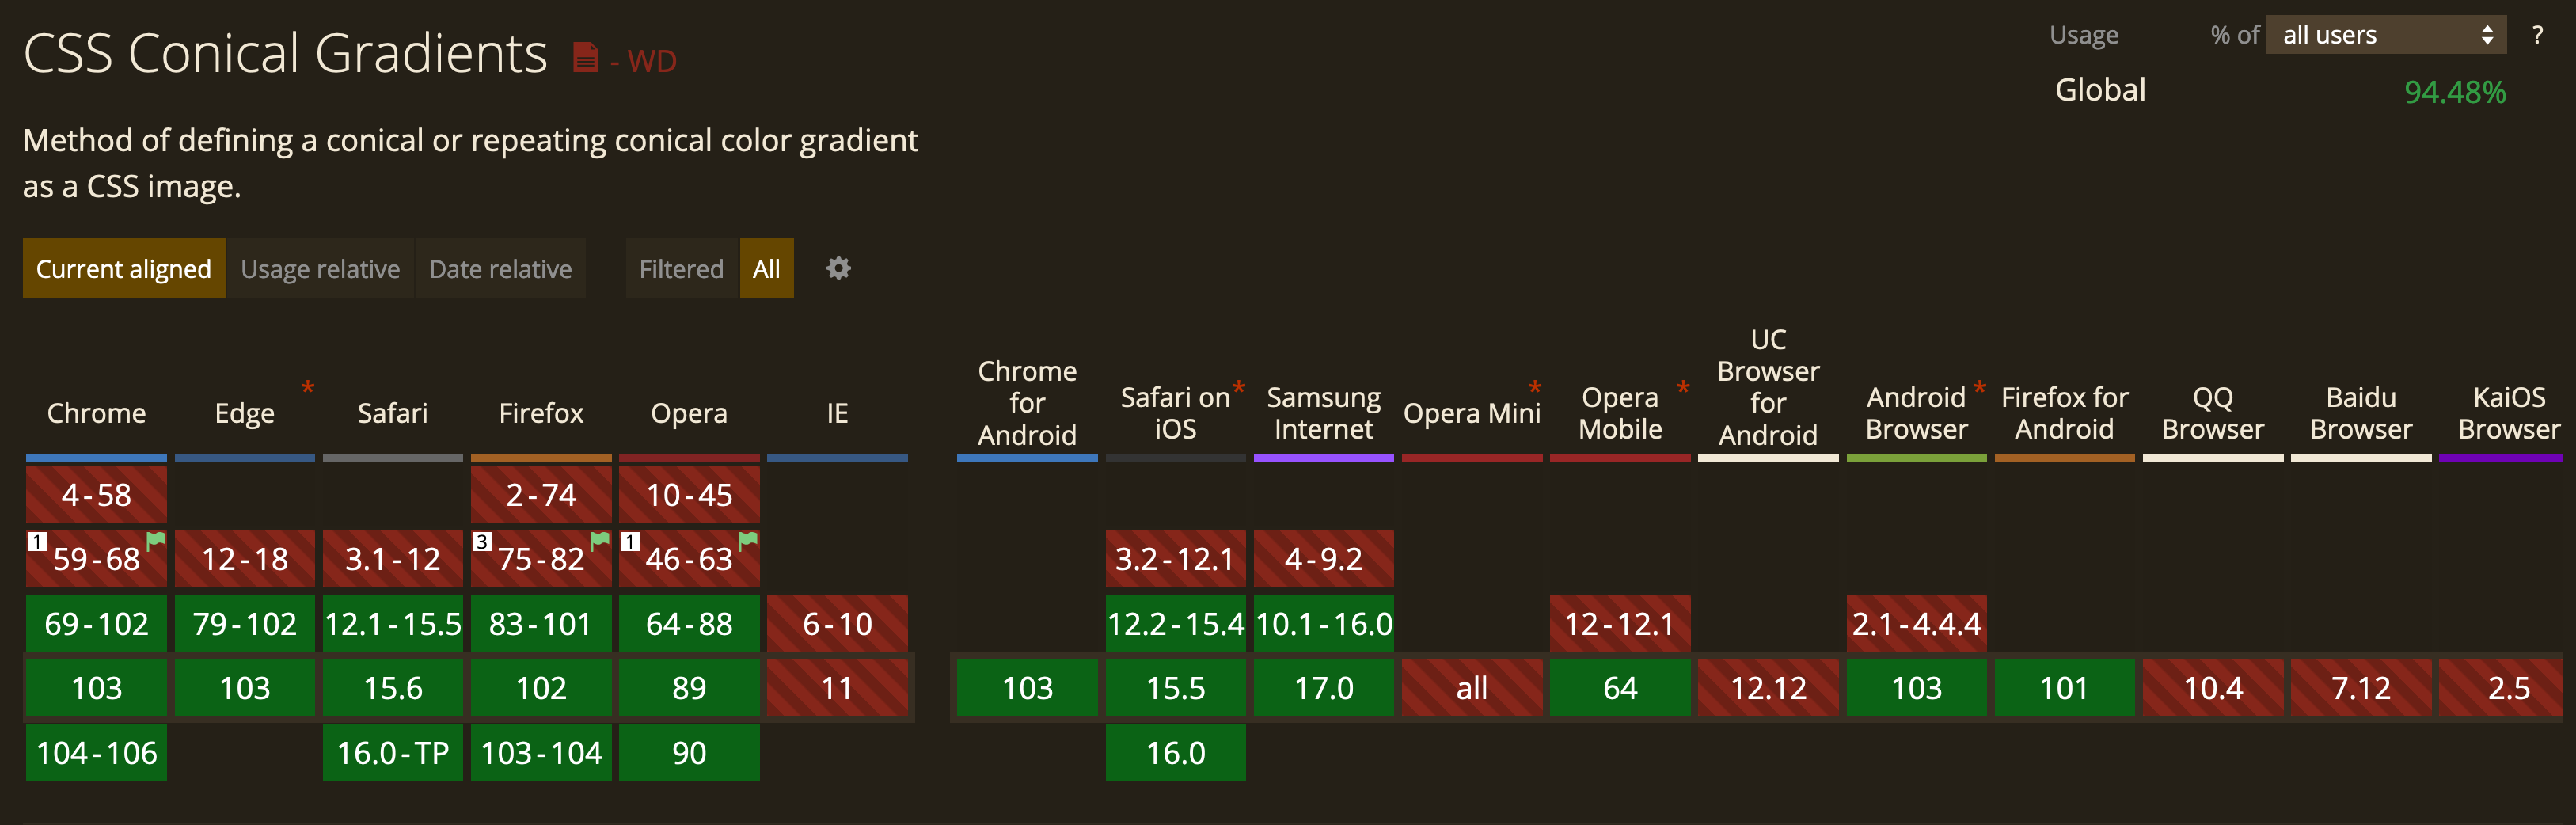 CSS Conical Gradients - WD
Usage % of all users ?
Global 94.48%
Method of defining a conical or repeating conical color gradient
as a CSS image.
Current aligned Usage relative Date relative Filtered All
Chrome
Edge *
Safari
Firefox
Opera
IE
Chrome
for
Android
Safari on *
iOS
Samsung
Internet
Opera Mini *
Opera *
Mobile
UC
Browser
for
Android
Android *
Browser
Firefox for
Android
QQ
Browser
Baidu
Browser
KaiOS
Browser
4-58 2-74 10-45
1 59-68 12-18 3.1-12 3 75-82 1 46-63 3.2-12.1 4-9.2
69-102 79-102 12.1-15.5 83-101 64-88 6-10 12.2-15.4 10.1-16.0 12-12.1 2.1-4.4.4
103 103 15.6 102 89 11 103 15.5 17.0 all 64 12.12 103 101 10.4 7.12 2.5
104-106 16.0-TP 103-104 90 16.0